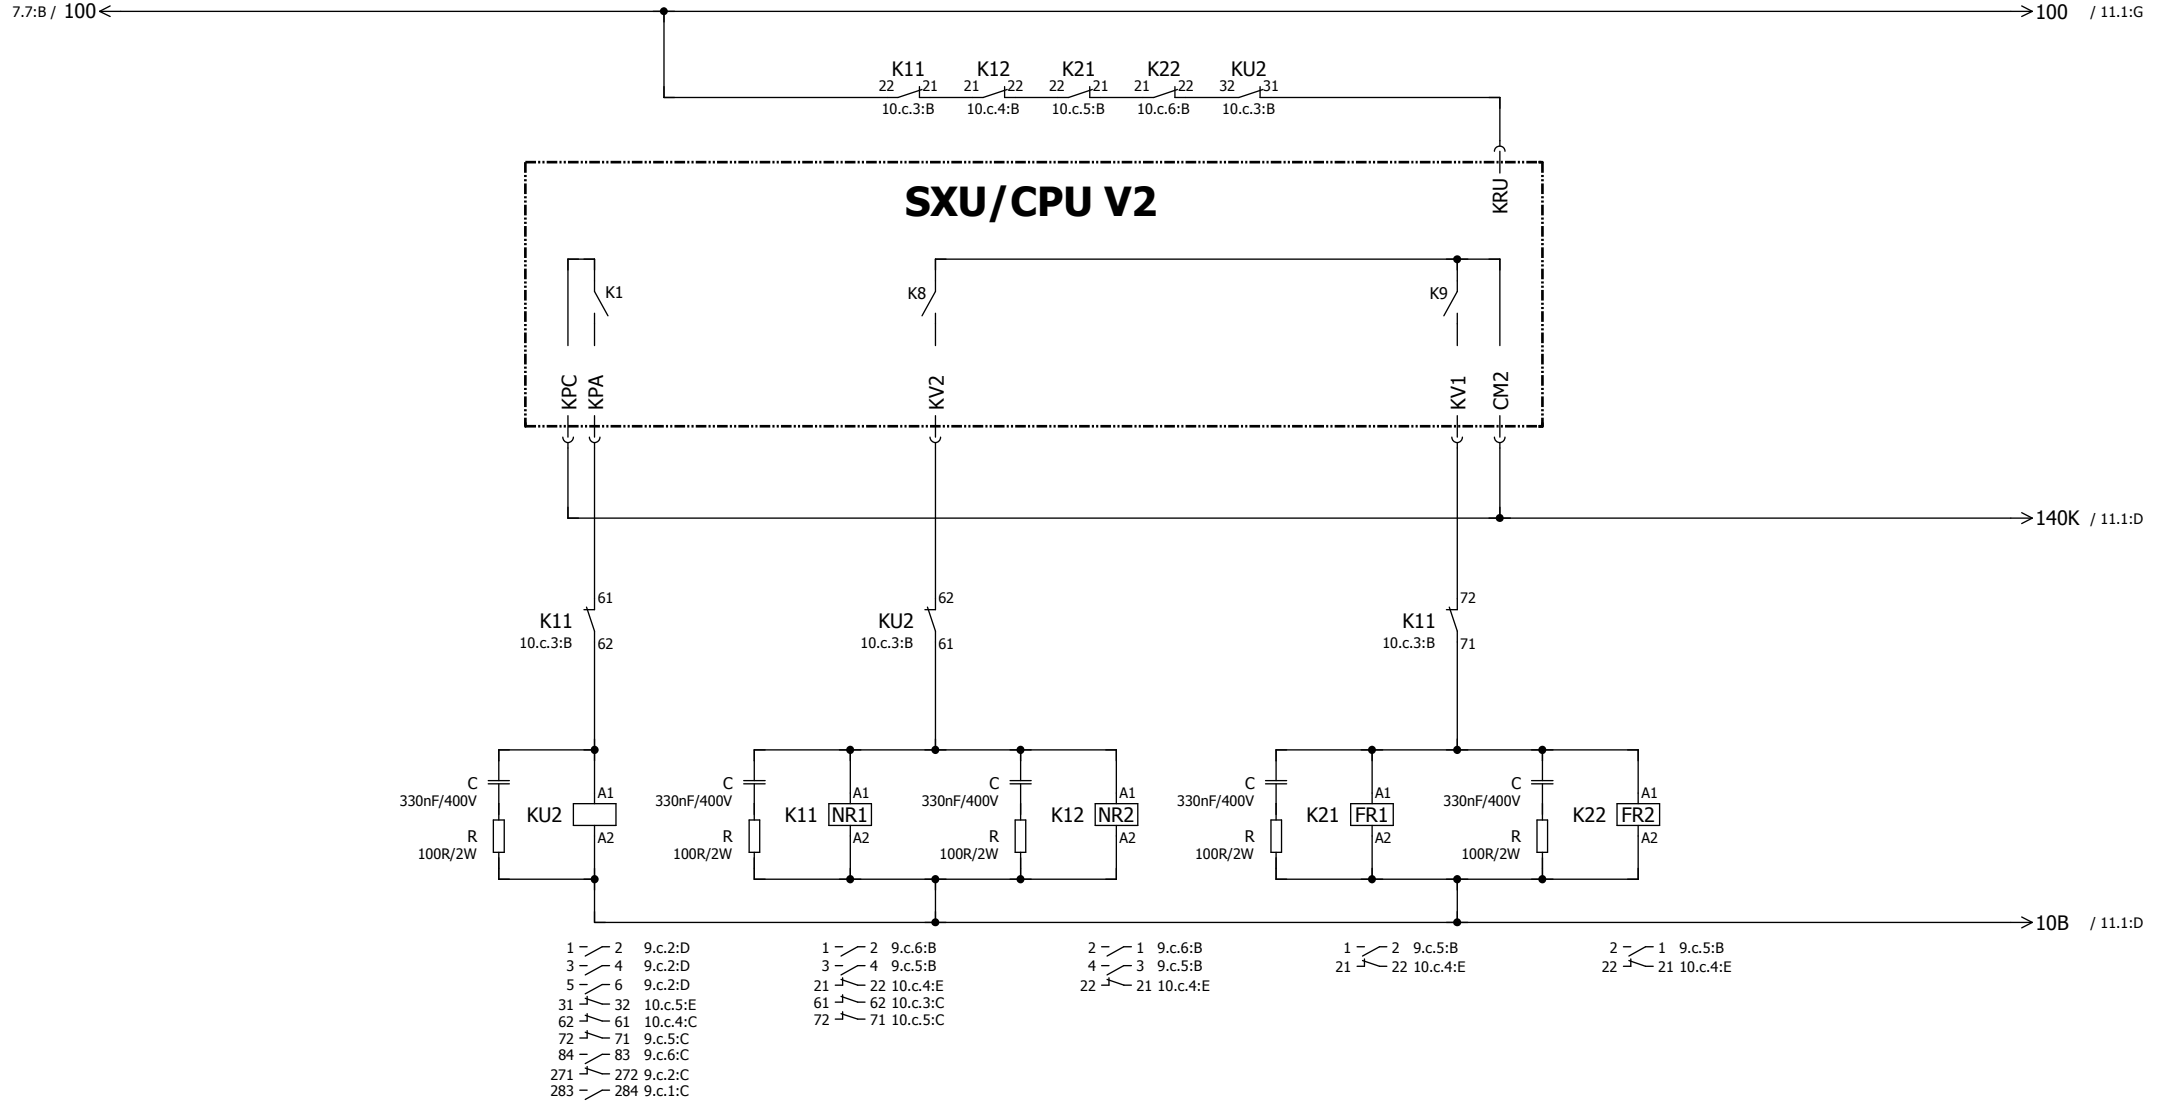 7.7:B / 100
100 / 11.1:G
K11 K12 K21 K22 KU2
22 21 21 22 22 21 21 22 32 31
10.c.3:B 10.c.4:B 10.c.5:B 10.c.6:B 10.c.3:B
SXU/CPU V2
KRU
K1
K8
K9
KPC
KPA
KV2
KV1
CM2
140K / 11.1:D
61
K11
10.c.3:B
62
62
KU2
10.c.3:B
61
72
K11
10.c.3:B
71
C
330nF/400V
R
100R/2W
A1
KU2
A2
C
330nF/400V
R
100R/2W
A1
K11 NR1
A2
C
330nF/400V
R
100R/2W
A1
K12 NR2
A2
C
330nF/400V
R
100R/2W
A1
K21 FR1
A2
C
330nF/400V
R
100R/2W
A1
K22 FR2
A2
10B / 11.1:D
1 2 9.c.2:D
3 4 9.c.2:D
5 6 9.c.2:D
31 32 10.c.5:E
62 61 10.c.4:C
72 71 9.c.5:C
84 83 9.c.6:C
271 272 9.c.2:C
283 284 9.c.1:C
1 2 9.c.6:B
3 4 9.c.5:B
21 22 10.c.4:E
61 62 10.c.3:C
72 71 10.c.5:C
2 1 9.c.6:B
4 3 9.c.5:B
22 21 10.c.4:E
1 2 9.c.5:B
21 22 10.c.4:E
2 1 9.c.5:B
22 21 10.c.4:E